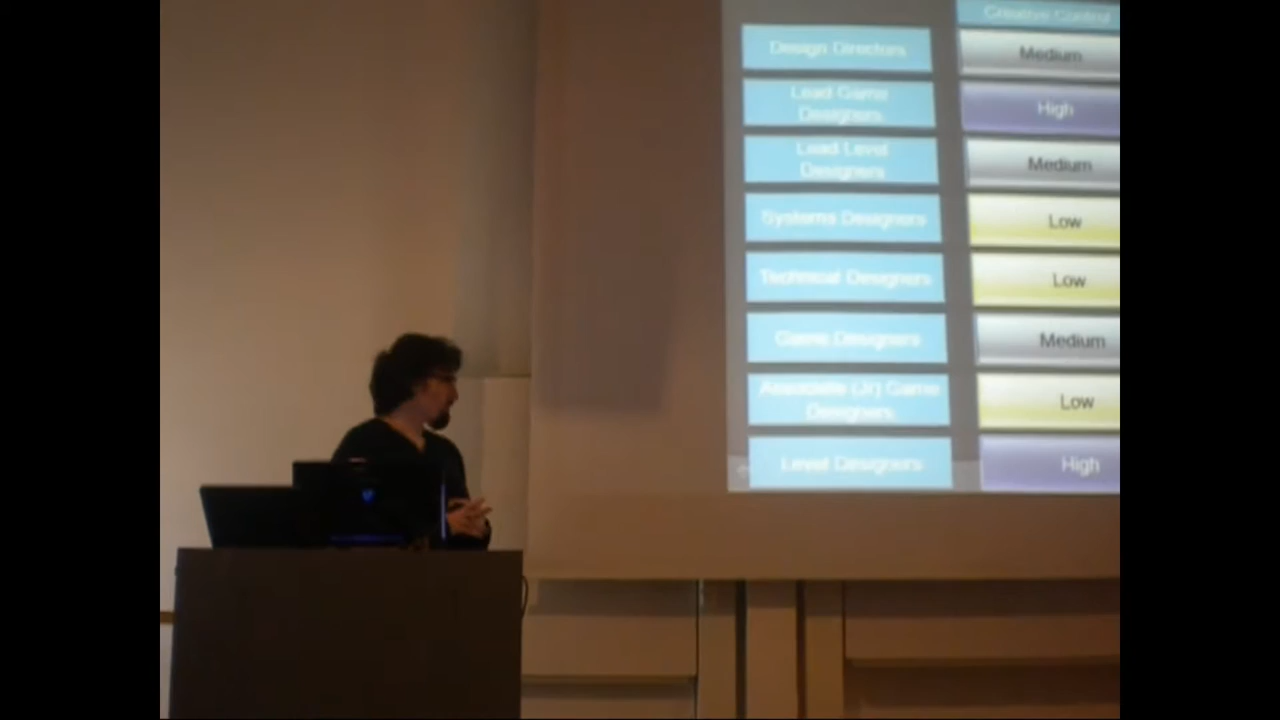 Creative Control
Design Directors
Medium
Lead Game
Designers
High
Lead Level
Designers
Medium
Systems Designers
Low
Technical Designers
Low
Game Designers
Medium
Associate (Jr) Game
Designers
Low
Level Designers
High